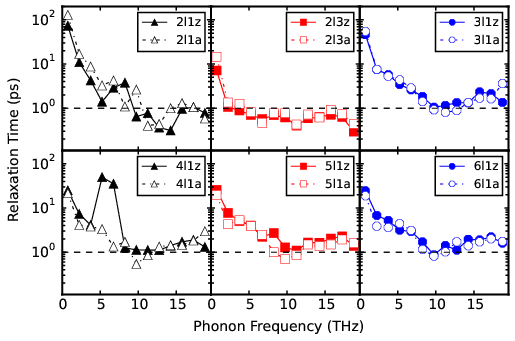 10²
10¹
10⁰
2l1z
2l1a
2l3z
2l3a
3l1z
3l1a
Relaxation Time (ps)
10²
10¹
10⁰
4l1z
4l1a
5l1z
5l1a
6l1z
6l1a
0 5 10 15 0 5 10 15 0 5 10 15
Phonon Frequency (THz)